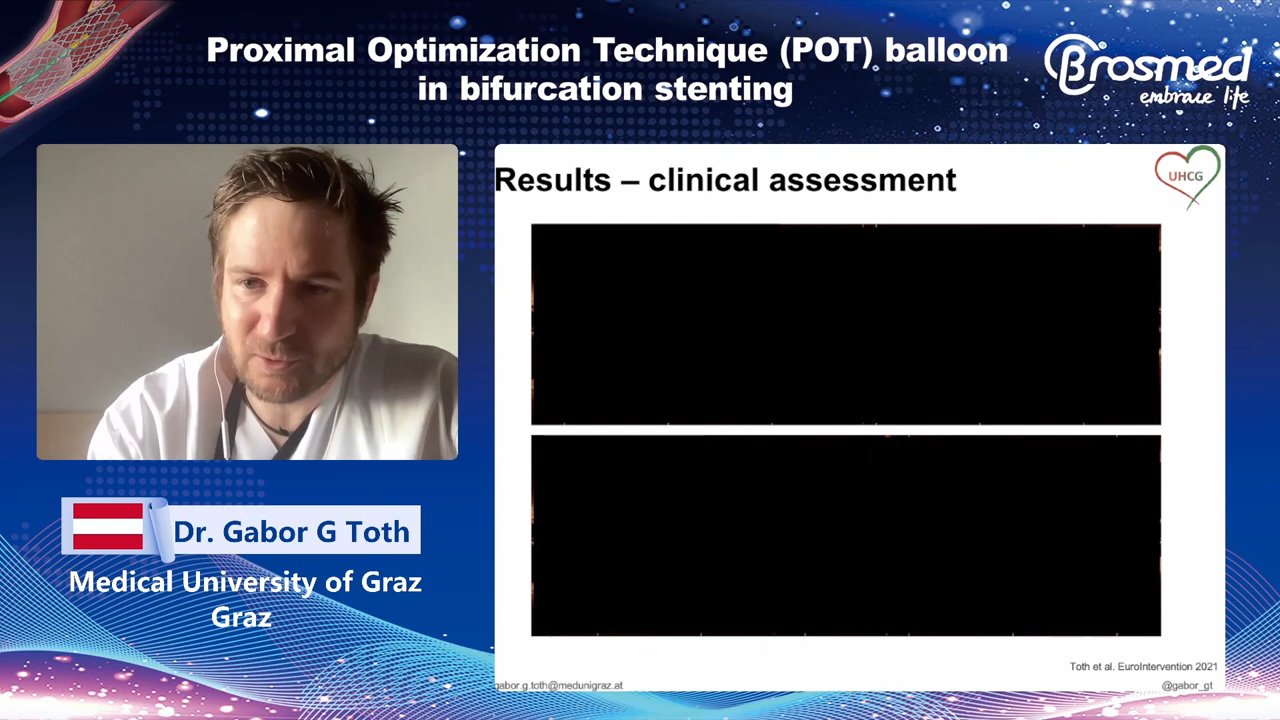 Proximal Optimization Technique (POT) balloon
in bifurcation stenting
Brosmed®
embrace life
Results – clinical assessment
UHCG
Dr. Gabor G Toth
Medical University of Graz
Graz
Toth et al. EuroIntervention 2021
gabor.g.toth@medunigraz.at
@gabor_gt